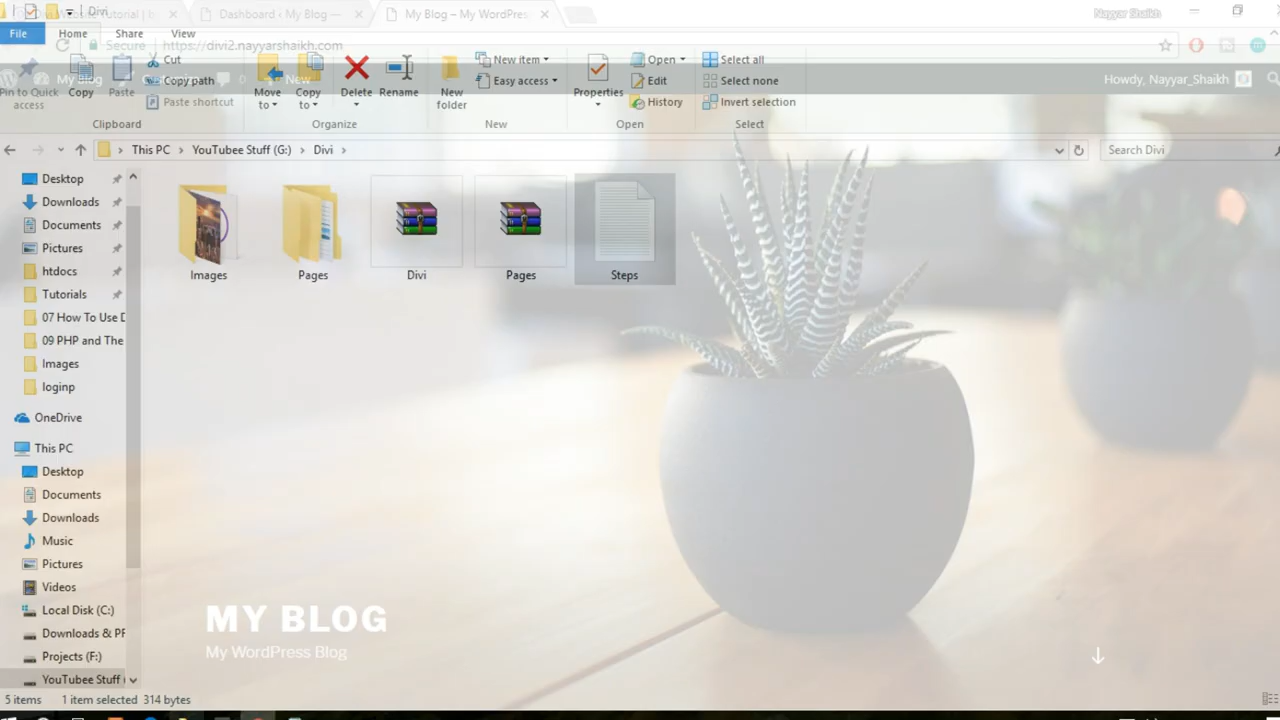 Divi
Tutorial
Dashboard ‹ My Blog —
My Blog – My WordPress
Nayyar Shaikh
File Home Share View
Secure https://divi2.nayyarshaikh.com
Cut
Copy path
Paste shortcut
New item
Easy access
Open
Edit
History
Select all
Select none
Invert selection
My Blog
New
Howdy, Nayyar_Shaikh
Pin to Quick access
Copy
Paste
Move to
Copy to
Delete
Rename
New folder
Properties
Clipboard Organize New Open Select
This PC YouTubee Stuff (G:) Divi
Search Divi
Desktop
Downloads
Documents
Pictures
htdocs
Tutorials
07 How To Use D
09 PHP and The
Images
loginp
OneDrive
This PC
Desktop
Documents
Downloads
Music
Pictures
Videos
Local Disk (C:)
Downloads & PF
Projects (F:)
YouTubee Stuff (
Images Pages Divi Pages Steps
MY BLOG
My WordPress Blog
5 items 1 item selected 314 bytes